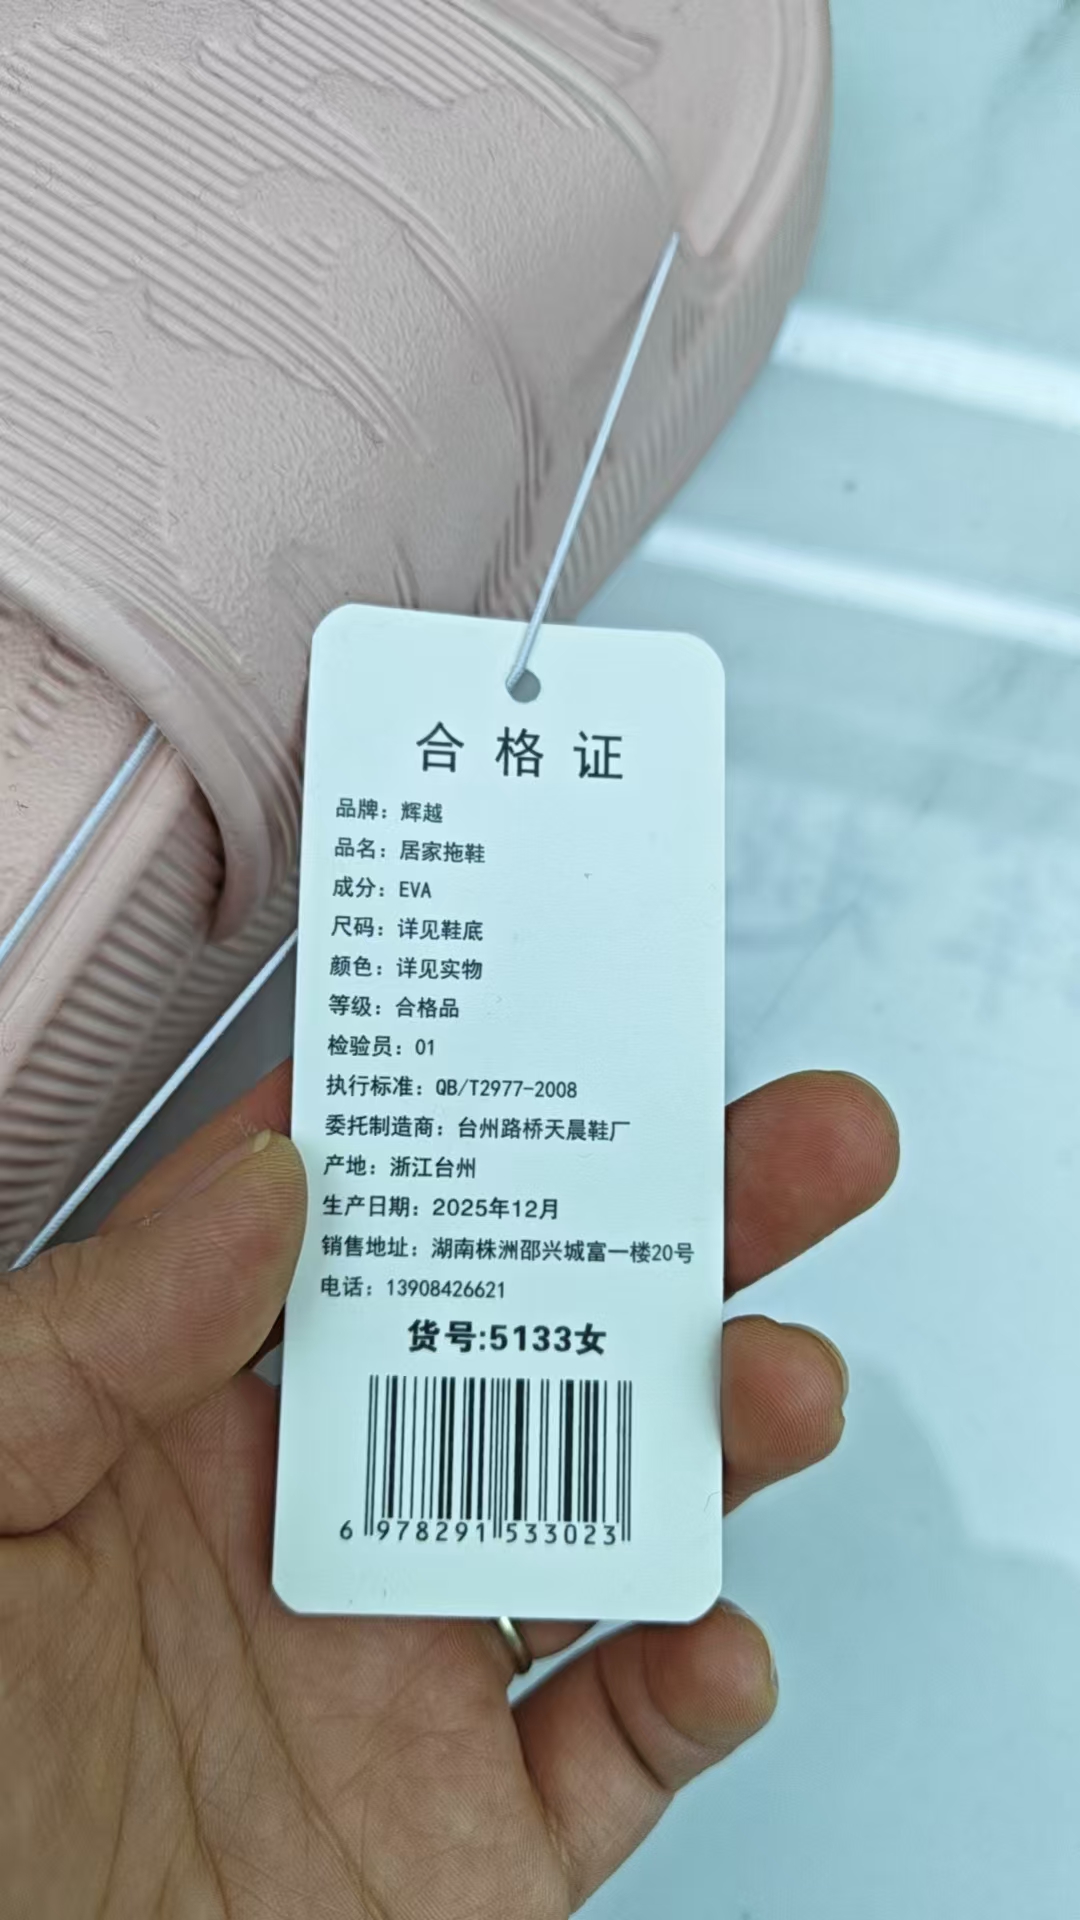 合格证
品牌：辉越
品名：居家拖鞋
成分：EVA
尺码：详见鞋底
颜色：详见实物
等级：合格品
检验员：01
执行标准：QB/T2977-2008
委托制造商：台州路桥天晨鞋厂
产地：浙江台州
生产日期：2025年12月
销售地址：湖南株洲邵兴城富一楼20号
电话：13908426621
货号:5133女
6 978291 533023